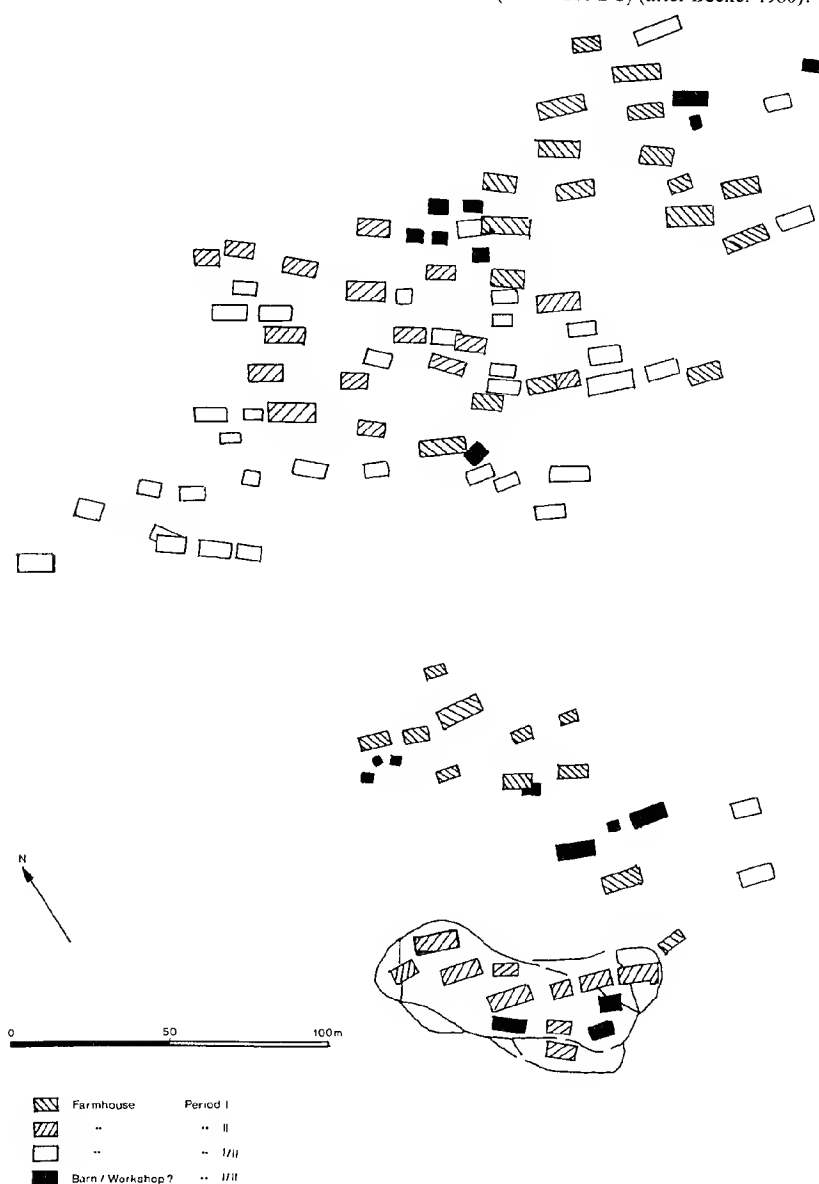 (after Becker 1980).
N
0 50 100m
Farmhouse Period I
" " II
" " I/II
Barn / Workshop? " I/II